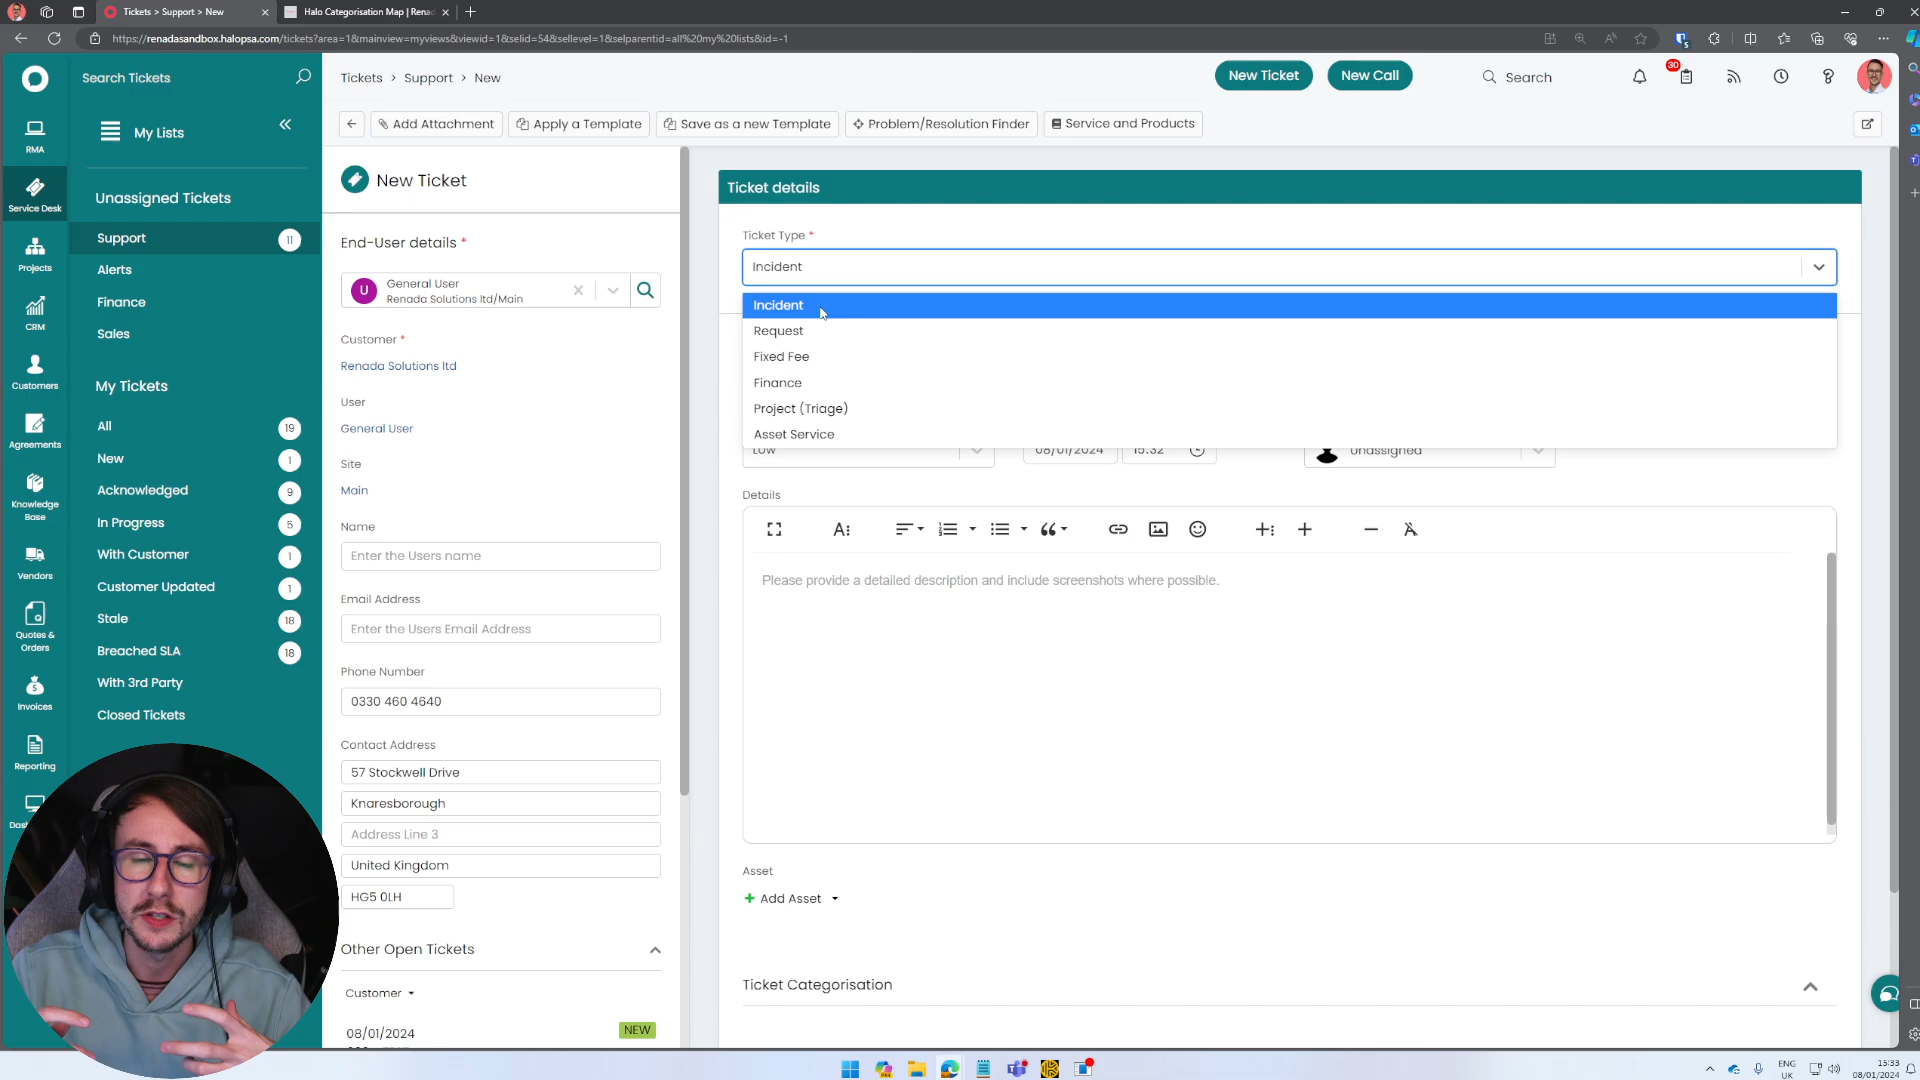 Tickets > Support > New
Halo Categorisation Map | Renad
https://renadasandbox.halopsa.com/tickets?area=1&mainview=myviews&viewid=1&selid=54&sellevel=1&selparentid=all%20my%20lists&id=-1
Search Tickets
Tickets > Support > New
New Ticket
New Call
Search
30
My Lists
Add Attachment
Apply a Template
Save as a new Template
Problem/Resolution Finder
Service and Products
RMA
Service Desk
Projects
CRM
Customers
Agreements
Knowledge
Base
Vendors
Quotes &
Orders
Invoices
Reporting
Unassigned Tickets
Support 11
Alerts
Finance
Sales
My Tickets
All 19
New 1
Acknowledged 9
In Progress 5
With Customer 1
Customer Updated 1
Stale 18
Breached SLA 18
With 3rd Party
Closed Tickets
New Ticket
End-User details *
U
General User
Renada Solutions ltd/Main
Customer *
Renada Solutions ltd
User
General User
Site
Main
Name
Enter the Users name
Email Address
Enter the Users Email Address
Phone Number
0330 460 4640
Contact Address
57 Stockwell Drive
Knaresborough
Address Line 3
United Kingdom
HG5 0LH
Other Open Tickets
Customer
08/01/2024
NEW
Ticket details
Ticket Type *
Incident
Incident
Request
Fixed Fee
Finance
Project (Triage)
Asset Service
Low
08/01/2024
15:32
Unassigned
Details
Please provide a detailed description and include screenshots where possible.
Asset
Add Asset
Ticket Categorisation
ENG
UK
15:33
08/01/2024